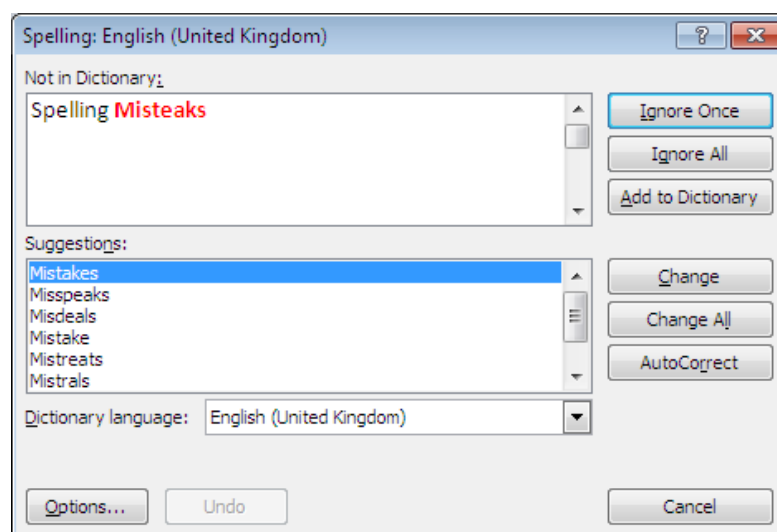 Spelling: English (United Kingdom)
Not in Dictionary:
Spelling Misteaks
Ignore Once
Ignore All
Add to Dictionary
Suggestions:
Mistakes
Misspeaks
Misdeals
Mistake
Mistreats
Mistrals
Change
Change All
AutoCorrect
Dictionary language: English (United Kingdom)
Options... Undo Cancel